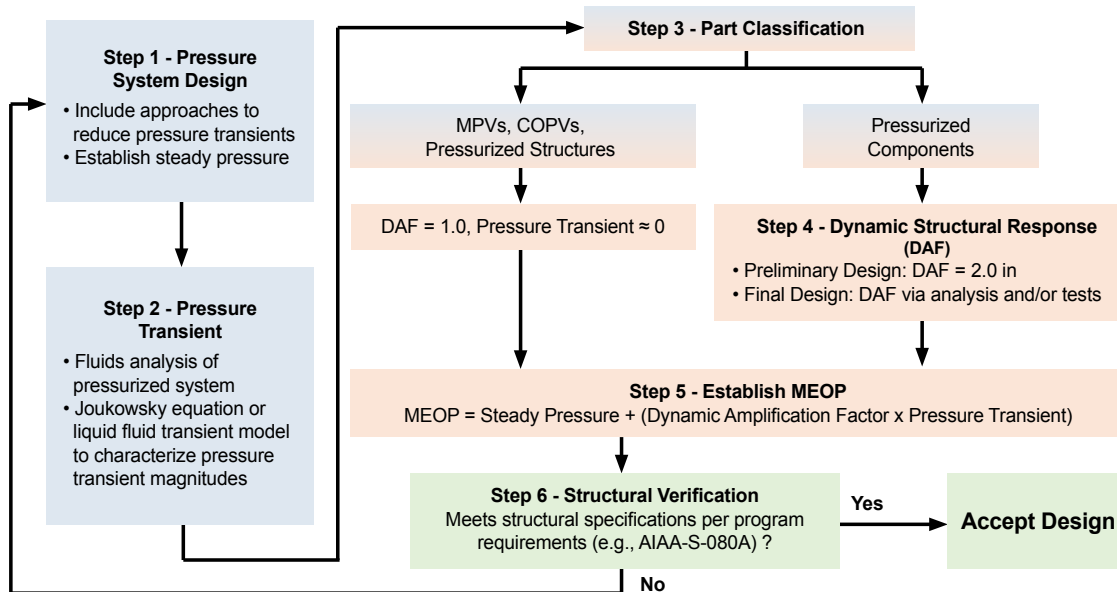 Step 1 - Pressure
System Design
• Include approaches to
reduce pressure transients
• Establish steady pressure
Step 2 - Pressure
Transient
• Fluids analysis of
pressurized system
• Joukowsky equation or
liquid fluid transient model
to characterize pressure
transient magnitudes
Step 3 - Part Classification
MPVs, COPVs,
Pressurized Structures
Pressurized
Components
DAF = 1.0, Pressure Transient ≈ 0
Step 4 - Dynamic Structural Response
(DAF)
• Preliminary Design: DAF = 2.0 in
• Final Design: DAF via analysis and/or tests
Step 5 - Establish MEOP
MEOP = Steady Pressure + (Dynamic Amplification Factor x Pressure Transient)
Step 6 - Structural Verification
Meets structural specifications per program
requirements (e.g., AIAA-S-080A) ?
Yes
Accept Design
No